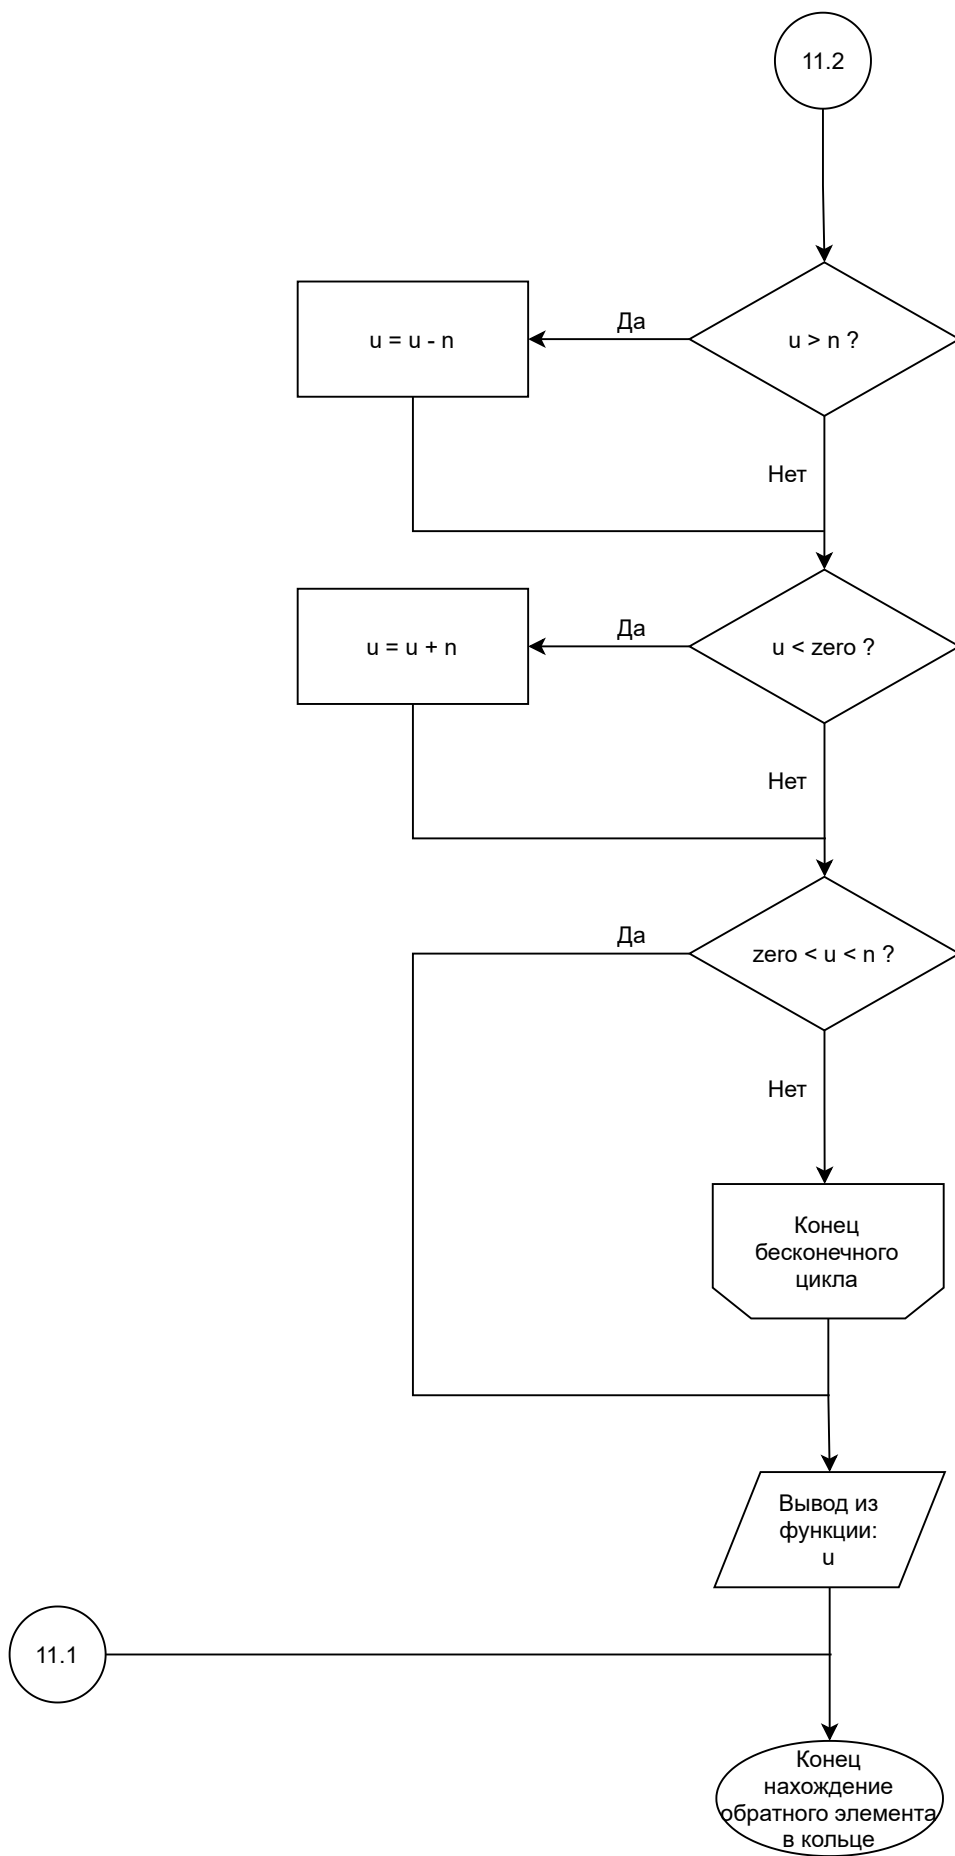 11.2
Да
u = u - n
u > n ?
Нет
Да
u = u + n
u < zero ?
Нет
Да
zero < u < n ?
Нет
Конец
бесконечного
цикла
Вывод из
функции:
u
11.1
Конец
нахождение
обратного элемента
в кольце